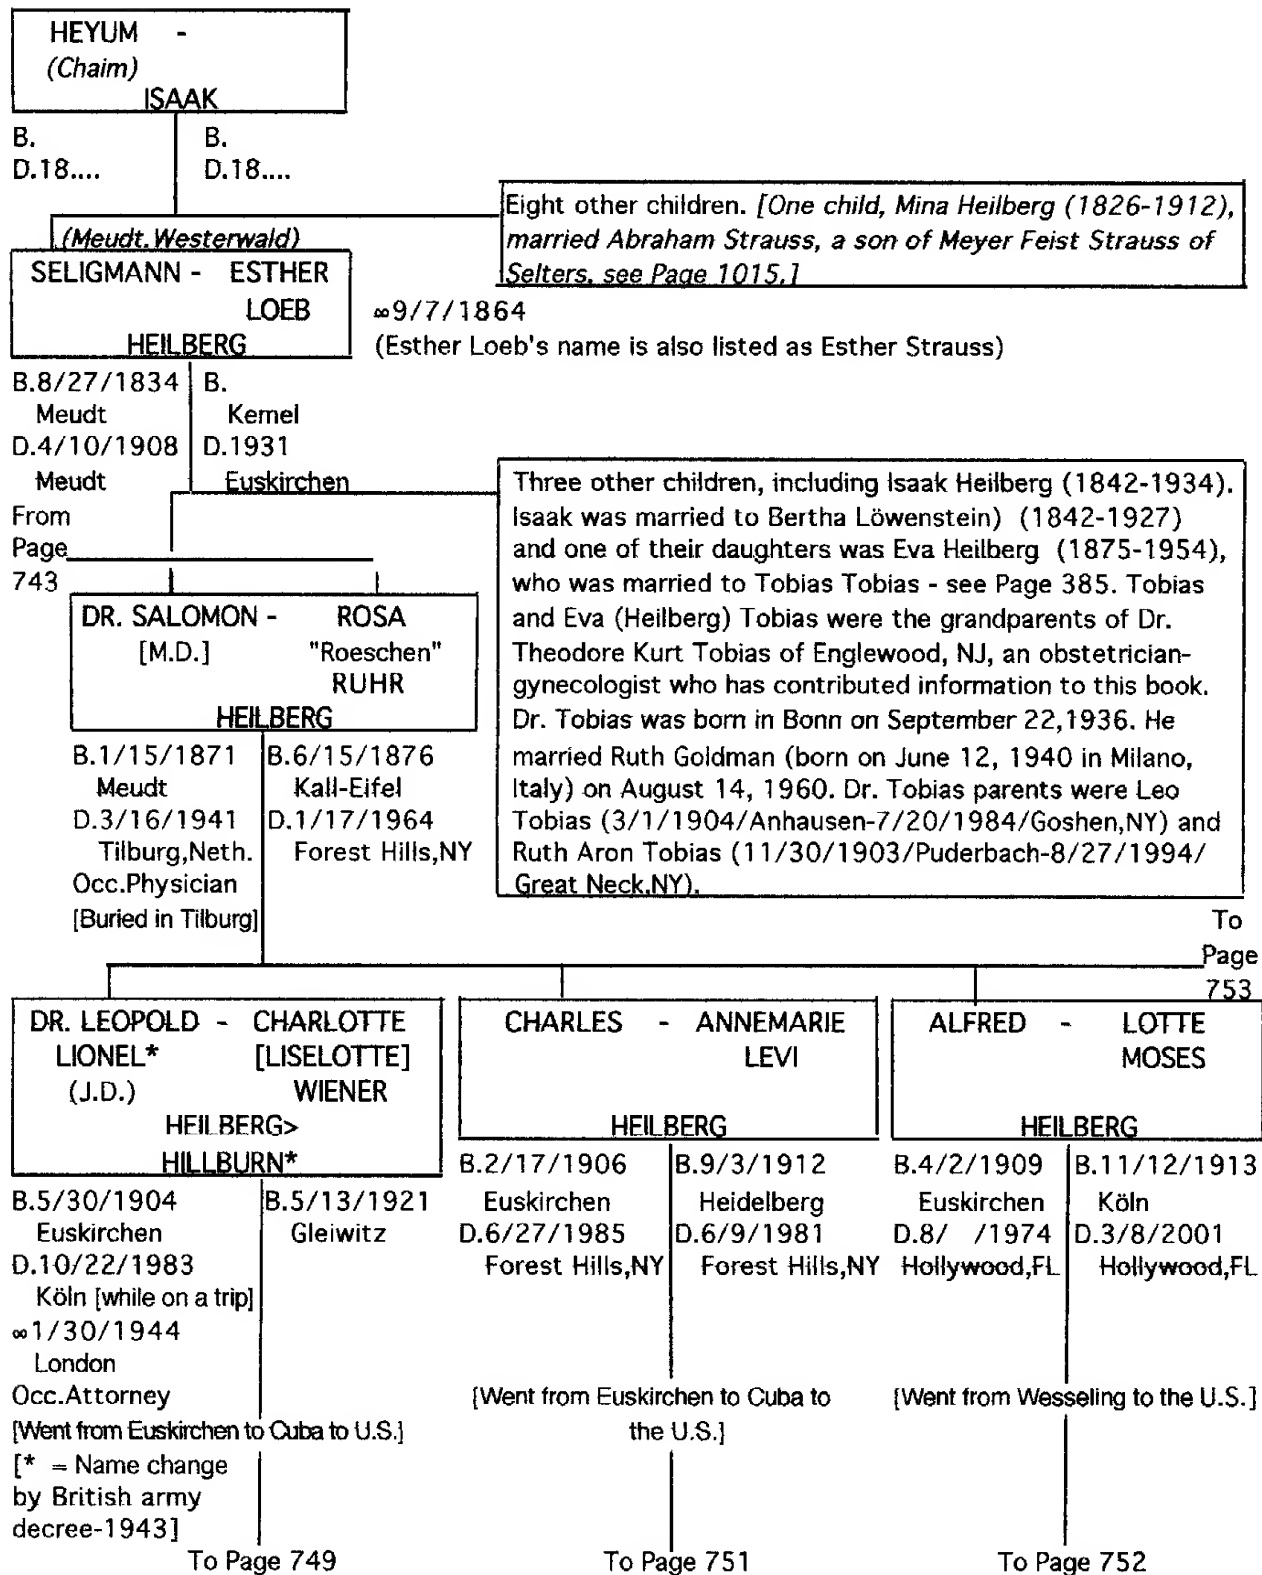 HEYUM -
(Chaim)
ISAAK
B. B.
D.18.... D.18....
Eight other children. [One child, Mina Heilberg (1826-1912),
married Abraham Strauss, a son of Meyer Feist Strauss of
Selters, see Page 1015.]
(Meudt. Westerwald)
SELIGMANN - ESTHER
LOEB
HEILBERG
∞9/7/1864
(Esther Loeb's name is also listed as Esther Strauss)
B.8/27/1834 B.
Meudt Kemel
D.4/10/1908 D.1931
Meudt Euskirchen
From
Page
743
Three other children, including Isaak Heilberg (1842-1934).
Isaak was married to Bertha Löwenstein) (1842-1927)
and one of their daughters was Eva Heilberg (1875-1954),
who was married to Tobias Tobias - see Page 385. Tobias
and Eva (Heilberg) Tobias were the grandparents of Dr.
Theodore Kurt Tobias of Englewood, NJ, an obstetrician-
gynecologist who has contributed information to this book.
Dr. Tobias was born in Bonn on September 22,1936. He
married Ruth Goldman (born on June 12, 1940 in Milano,
Italy) on August 14, 1960. Dr. Tobias parents were Leo
Tobias (3/1/1904/Anhausen-7/20/1984/Goshen,NY) and
Ruth Aron Tobias (11/30/1903/Puderbach-8/27/1994/
Great Neck,NY).
DR. SALOMON - ROSA
[M.D.] "Roeschen"
RUHR
HEILBERG
B.1/15/1871 B.6/15/1876
Meudt Kall-Eifel
D.3/16/1941 D.1/17/1964
Tilburg,Neth. Forest Hills,NY
Occ.Physician
[Buried in Tilburg]
To
Page
753
DR. LEOPOLD - CHARLOTTE
LIONEL* [LISELOTTE]
(J.D.) WIENER
HEILBERG>
HILLBURN*
B.5/30/1904 B.5/13/1921
Euskirchen Gleiwitz
D.10/22/1983
Köln [while on a trip]
∞1/30/1944
London
Occ.Attorney
[Went from Euskirchen to Cuba to U.S.]
[* = Name change
by British army
decree-1943]
To Page 749
CHARLES - ANNEMARIE
LEVI
HEILBERG
B.2/17/1906 B.9/3/1912
Euskirchen Heidelberg
D.6/27/1985 D.6/9/1981
Forest Hills,NY Forest Hills,NY
[Went from Euskirchen to Cuba to
the U.S.]
To Page 751
ALFRED - LOTTE
MOSES
HEILBERG
B.4/2/1909 B.11/12/1913
Euskirchen Köln
D.8/ /1974 D.3/8/2001
Hollywood,FL Hollywood,FL
[Went from Wesseling to the U.S.]
To Page 752